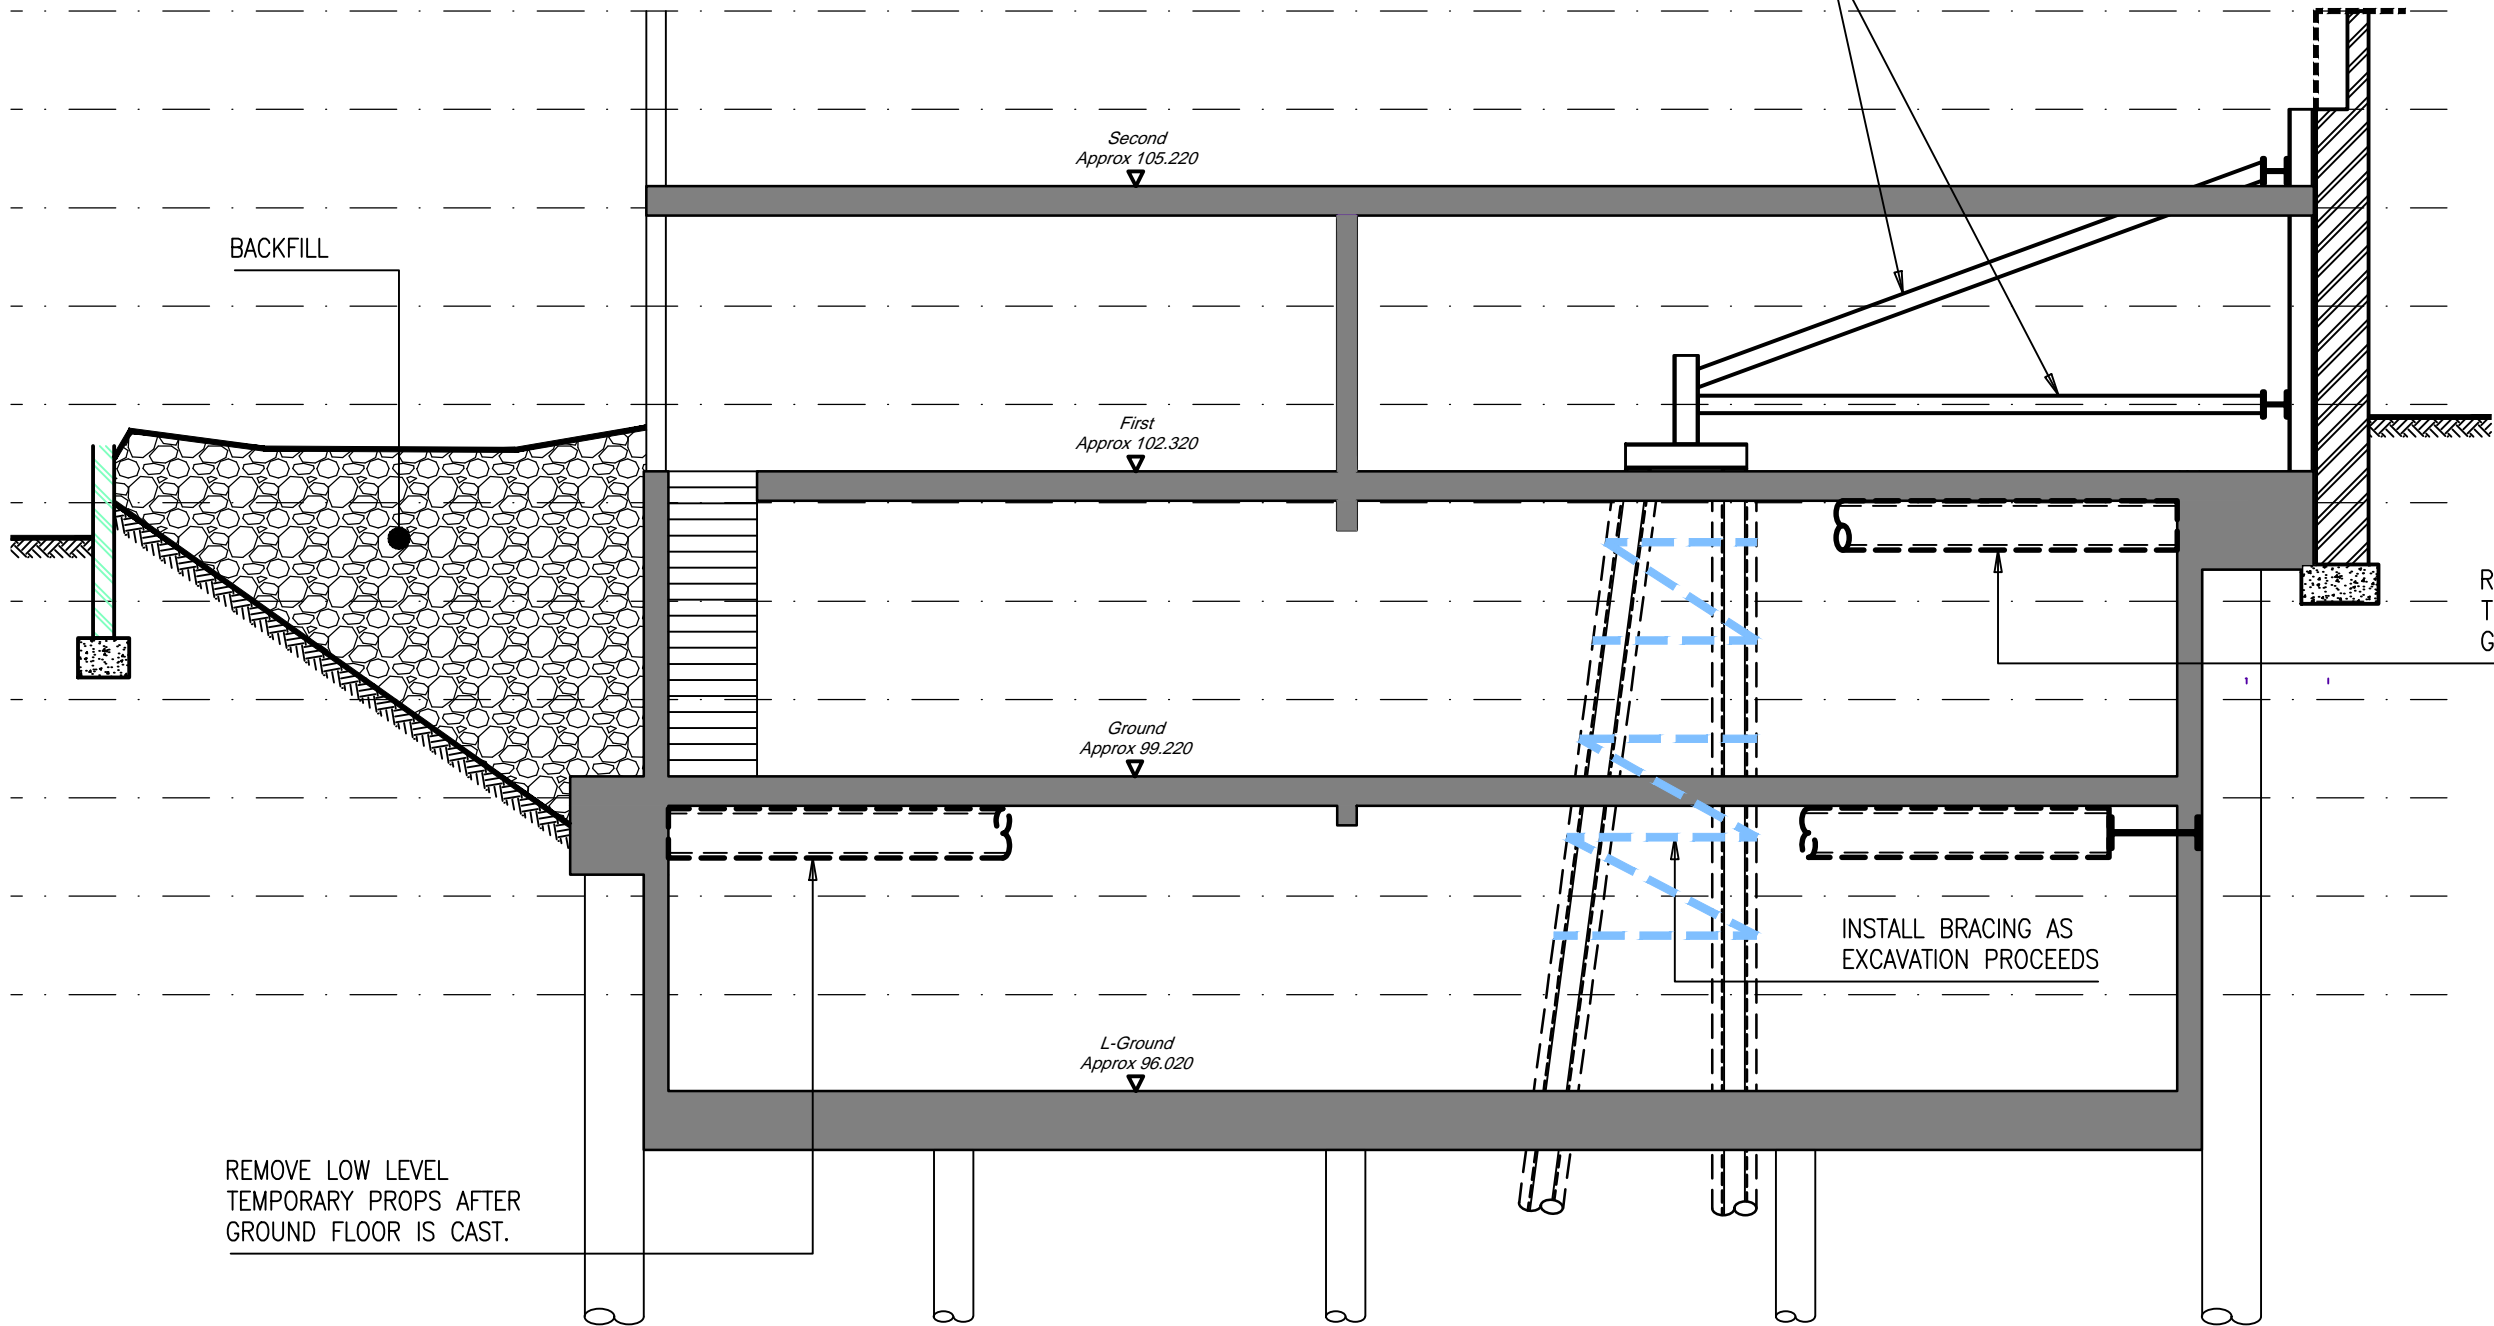 Second
Approx 105.220
BACKFILL
First
Approx 102.320
R
T
G
Ground
Approx 99.220
INSTALL BRACING AS
EXCAVATION PROCEEDS
L-Ground
Approx 96.020
REMOVE LOW LEVEL
TEMPORARY PROPS AFTER
GROUND FLOOR IS CAST.